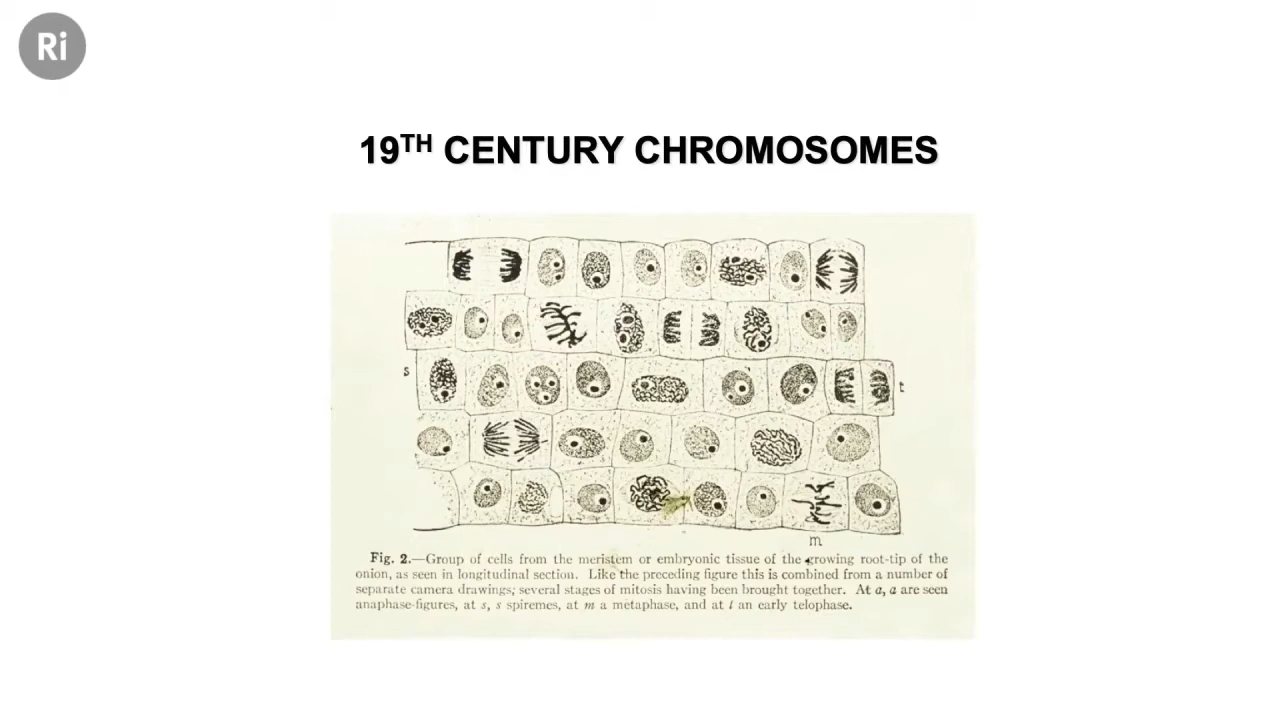 Ri
19TH CENTURY CHROMOSOMES
s
t
m
Fig. 2.—Group of cells from the meristem or embryonic tissue of the growing root-tip of the
onion, as seen in longitudinal section. Like the preceding figure this is combined from a number of
separate camera drawings; several stages of mitosis having been brought together. At a, a are seen
anaphase-figures, at s, s spiremes, at m a metaphase, and at t an early telophase.